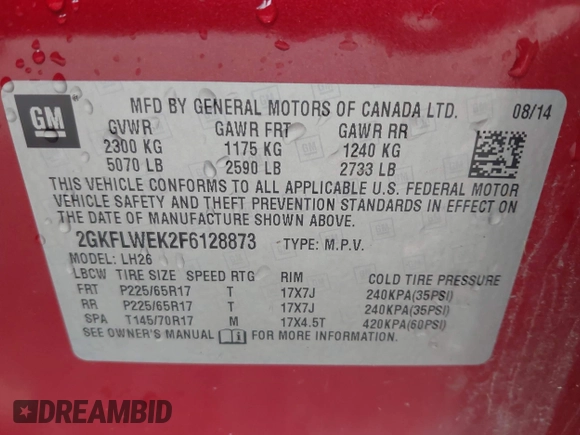 GM
MFD BY GENERAL MOTORS OF CANADA LTD. 08/14
GVWR GAWR FRT GAWR RR
2300 KG 1175 KG 1240 KG
5070 LB 2590 LB 2733 LB
THIS VEHICLE CONFORMS TO ALL APPLICABLE U.S. FEDERAL MOTOR
VEHICLE SAFETY AND THEFT PREVENTION STANDARDS IN EFFECT ON
THE DATE OF MANUFACTURE SHOWN ABOVE.
2GKFLWEK2F6128873 TYPE: M.P.V.
MODEL: LH26
LBCW TIRE SIZE SPEED RTG RIM COLD TIRE PRESSURE
FRT P225/65R17 T 17X7J 240KPA(35PSI)
RR P225/65R17 T 17X7J 240KPA(35PSI)
SPA T145/70R17 M 17X4.5T 420KPA(60PSI)
SEE OWNER'S MANUAL FOR MORE INFORMATION.
DREAMBID